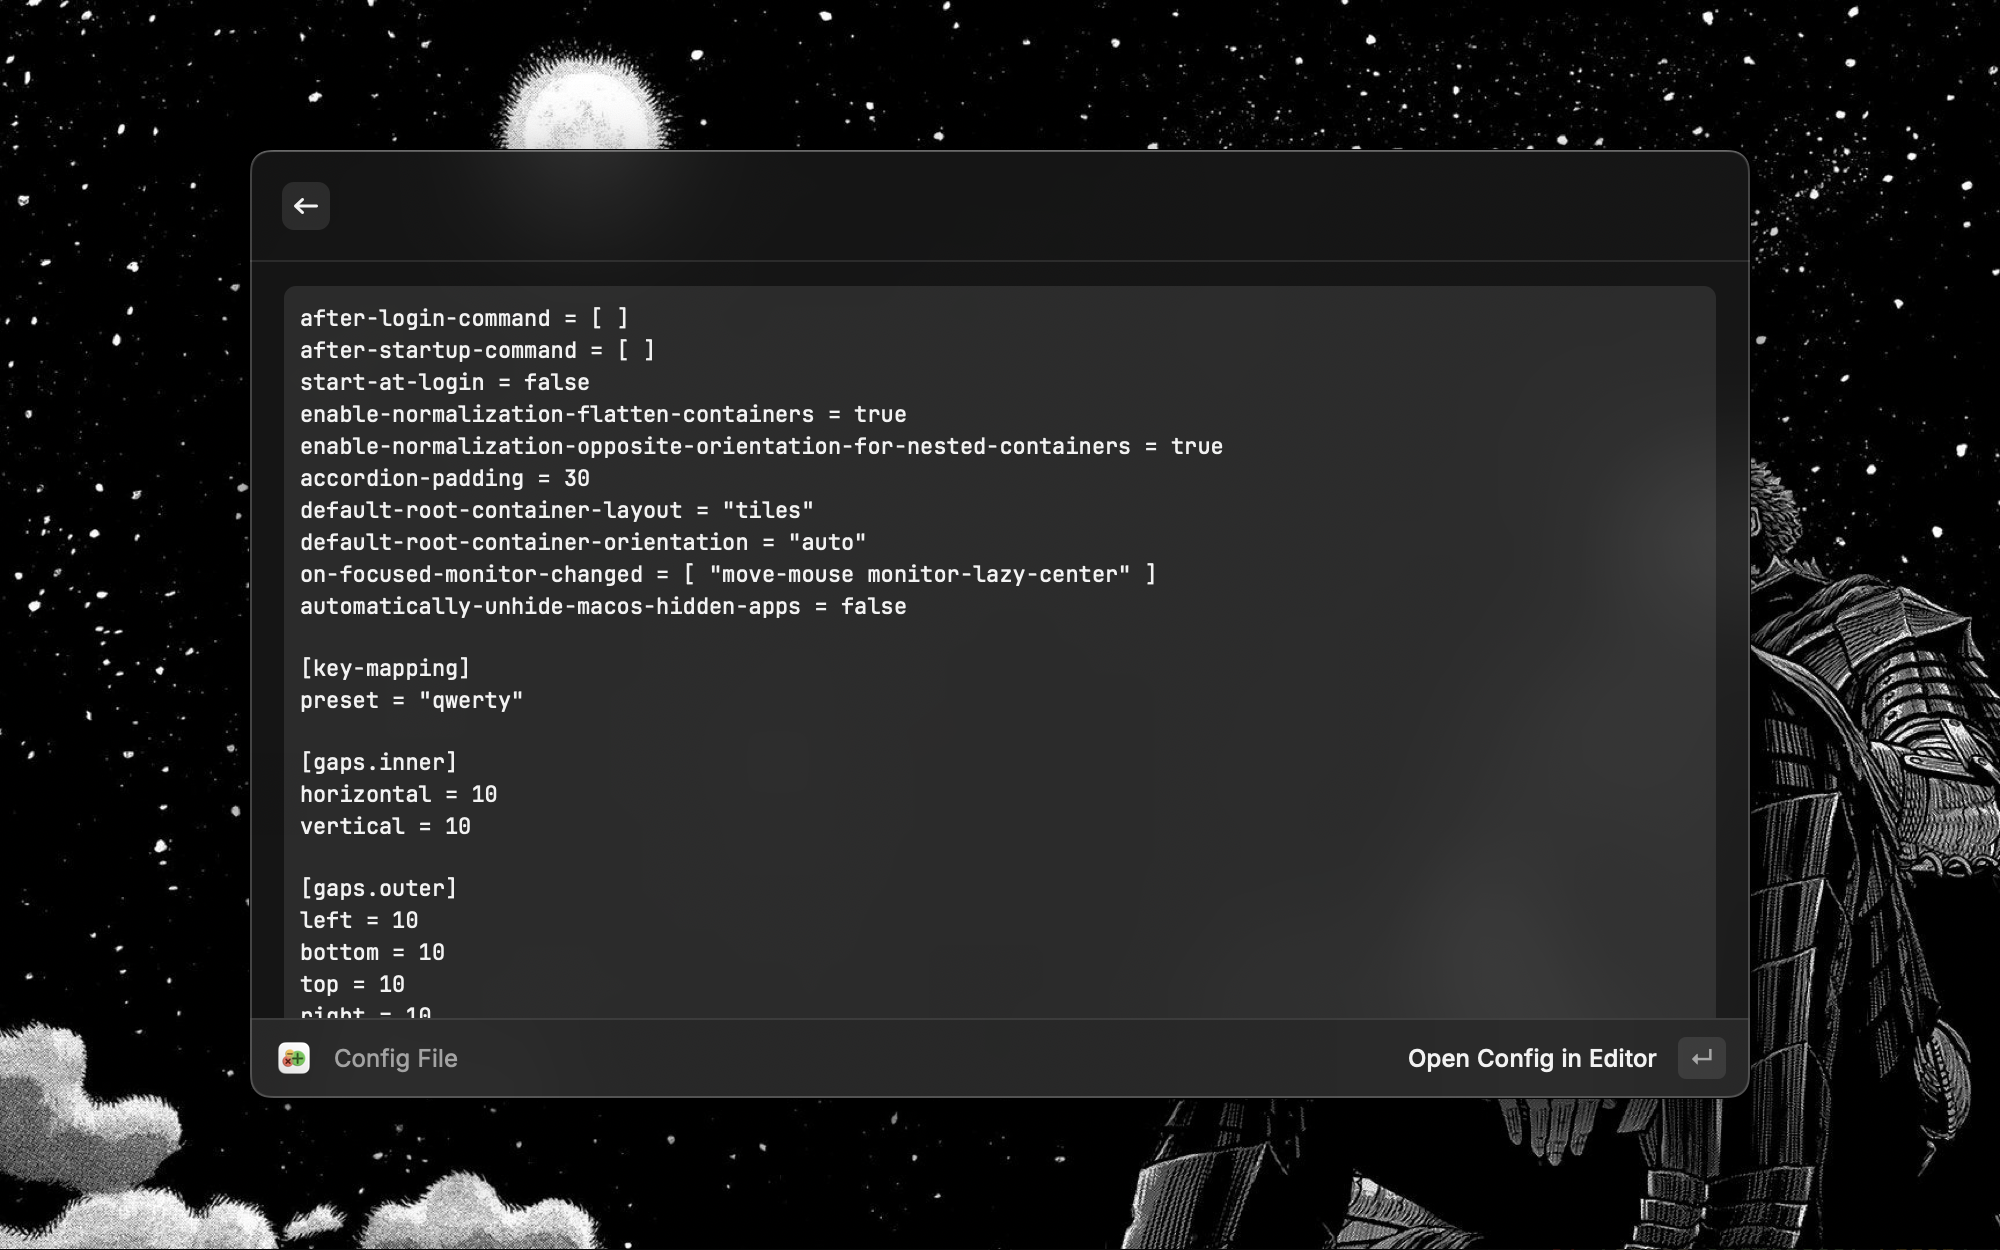 after-login-command = [ ]
after-startup-command = [ ]
start-at-login = false
enable-normalization-flatten-containers = true
enable-normalization-opposite-orientation-for-nested-containers = true
accordion-padding = 30
default-root-container-layout = "tiles"
default-root-container-orientation = "auto"
on-focused-monitor-changed = [ "move-mouse monitor-lazy-center" ]
automatically-unhide-macos-hidden-apps = false
[key-mapping]
preset = "qwerty"
[gaps.inner]
horizontal = 10
vertical = 10
[gaps.outer]
left = 10
bottom = 10
top = 10
right = 10
Config File
Open Config in Editor